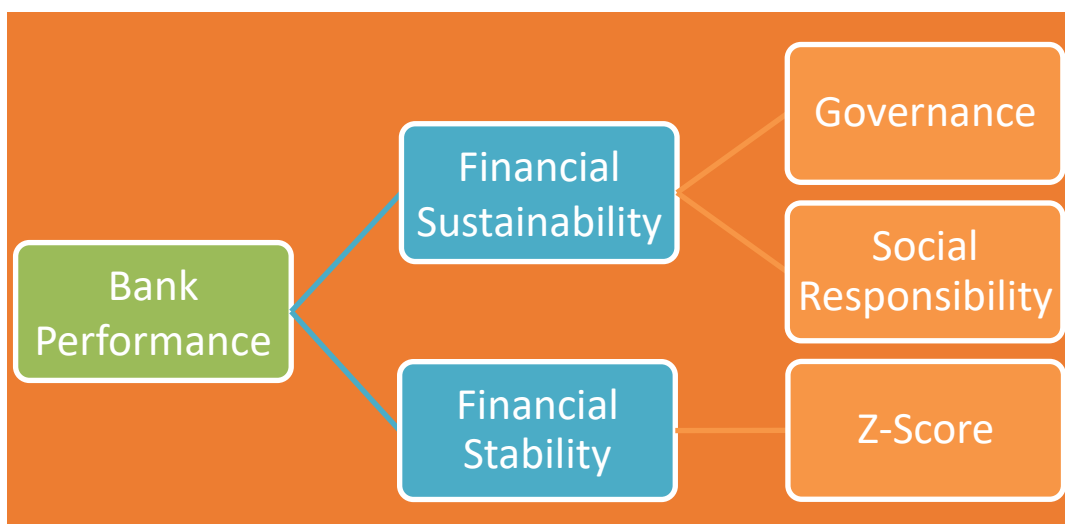 Bank
Performance
Financial
Sustainability
Governance
Social
Responsibility
Financial
Stability
Z-Score